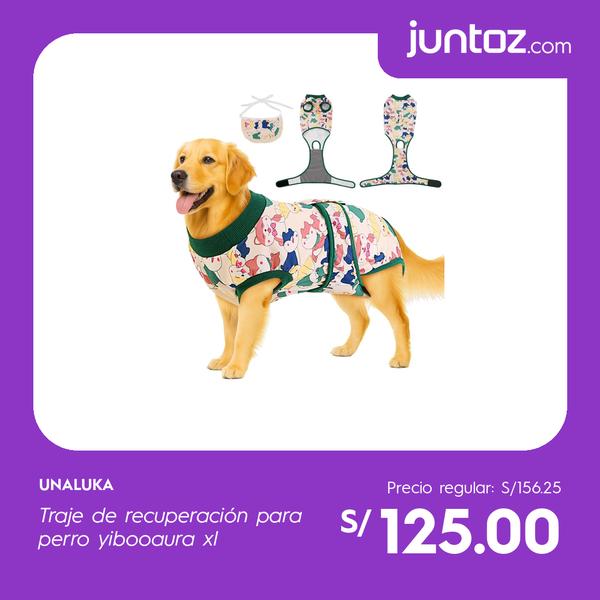 juntoz.com
UNALUKA
Traje de recuperación para
perro yibooaura xl
Precio regular: S/156.25
S/125.00